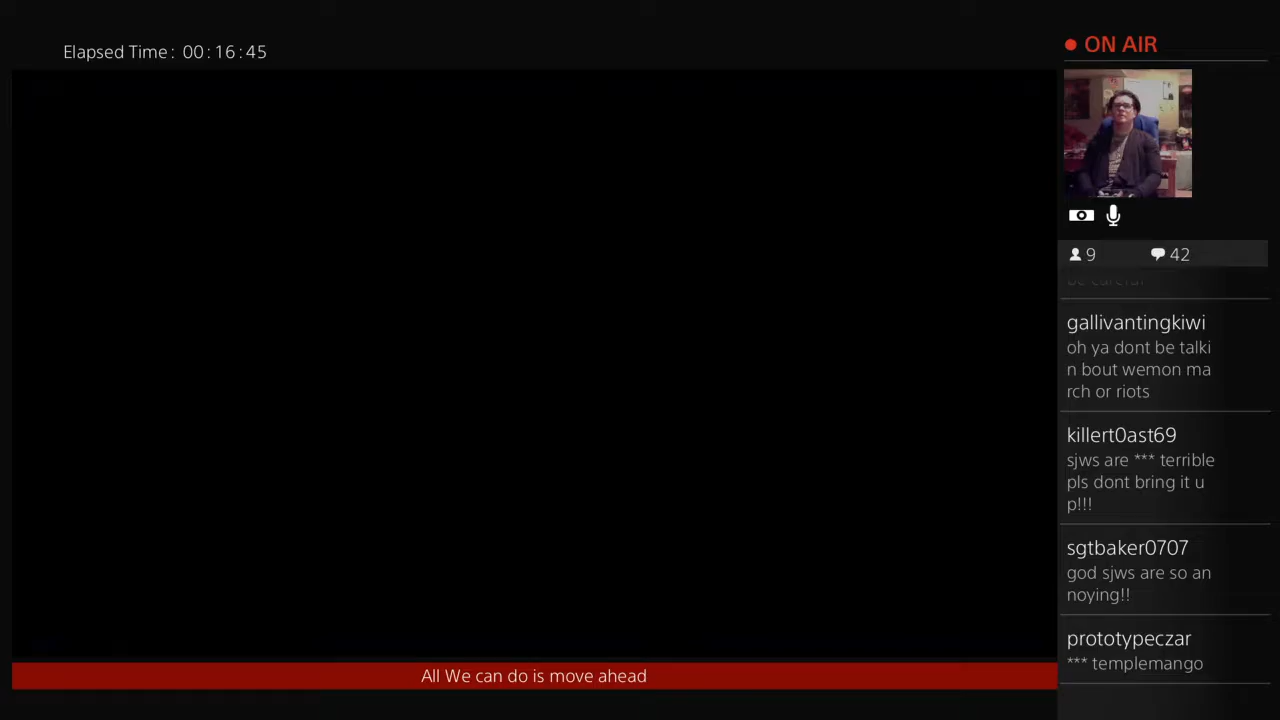 Elapsed Time: 00:16:45
ON AIR
9 42
gallivantingkiwi
oh ya dont be talki
n bout wemon ma
rch or riots
killert0ast69
sjws are *** terrible
pls dont bring it u
p!!!
sgtbaker0707
god sjws are so an
noying!!
prototypeczar
*** templemango
All We can do is move ahead